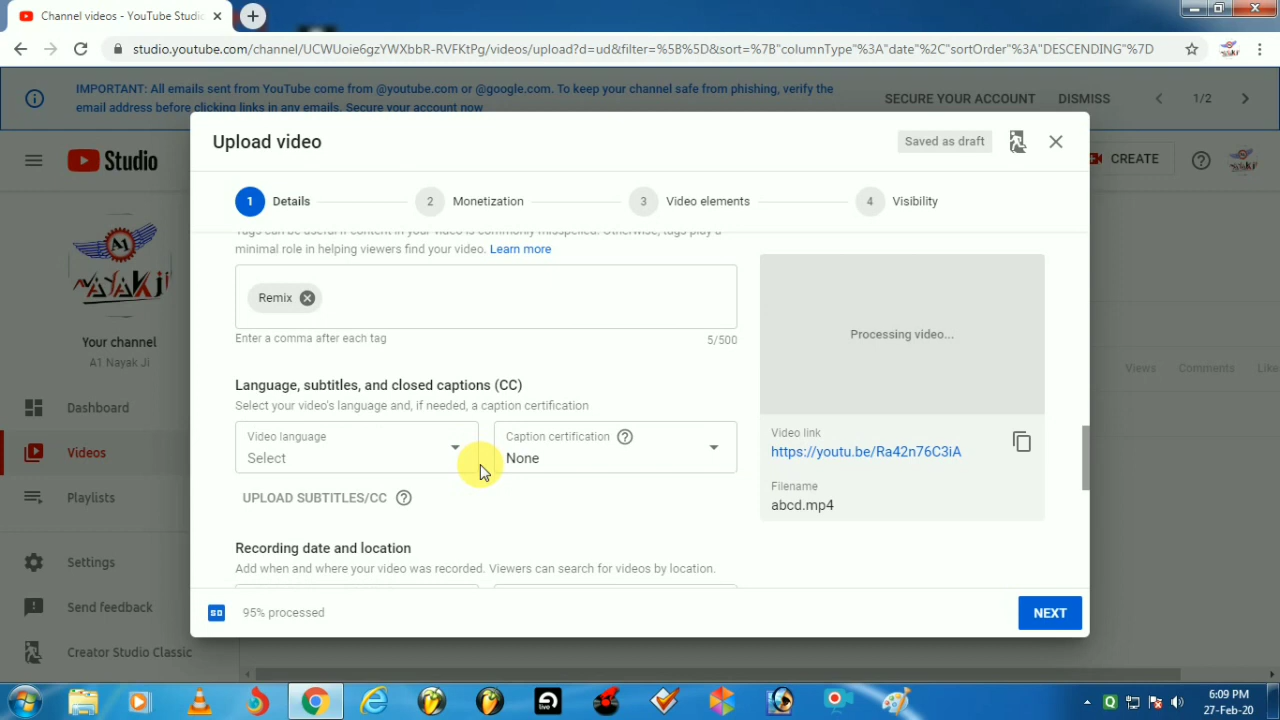 Channel videos - YouTube Studio
studio.youtube.com/channel/UCWUoie6gzYWXbbR-RVFKtPg/videos/upload?d=ud&filter=%5B%5D&sort=%7B"columnType"%3A"date"%2C"sortOrder"%3A"DESCENDING"%7D
IMPORTANT: All emails sent from YouTube come from @youtube.com or @google.com. To keep your channel safe from phishing, verify the
email address before clicking links in any emails. Secure your account now
SECURE YOUR ACCOUNT
DISMISS
1/2
Studio
CREATE
Upload video
Saved as draft
1 Details
2 Monetization
3 Video elements
4 Visibility
Tags can be useful if content in your video is commonly misspelled. Otherwise, tags play a
minimal role in helping viewers find your video. Learn more
Remix
Enter a comma after each tag
5/500
Language, subtitles, and closed captions (CC)
Select your video's language and, if needed, a caption certification
Video language
Select
Caption certification
None
UPLOAD SUBTITLES/CC
Recording date and location
Add when and where your video was recorded. Viewers can search for videos by location.
Processing video...
Video link
https://youtu.be/Ra42n76C3iA
Filename
abcd.mp4
SD
95% processed
NEXT
A1
NAYAK JI
Your channel
A1 Nayak Ji
Dashboard
Videos
Playlists
Settings
Send feedback
Creator Studio Classic
Views
Comments
Like
live
6:09 PM
27-Feb-20